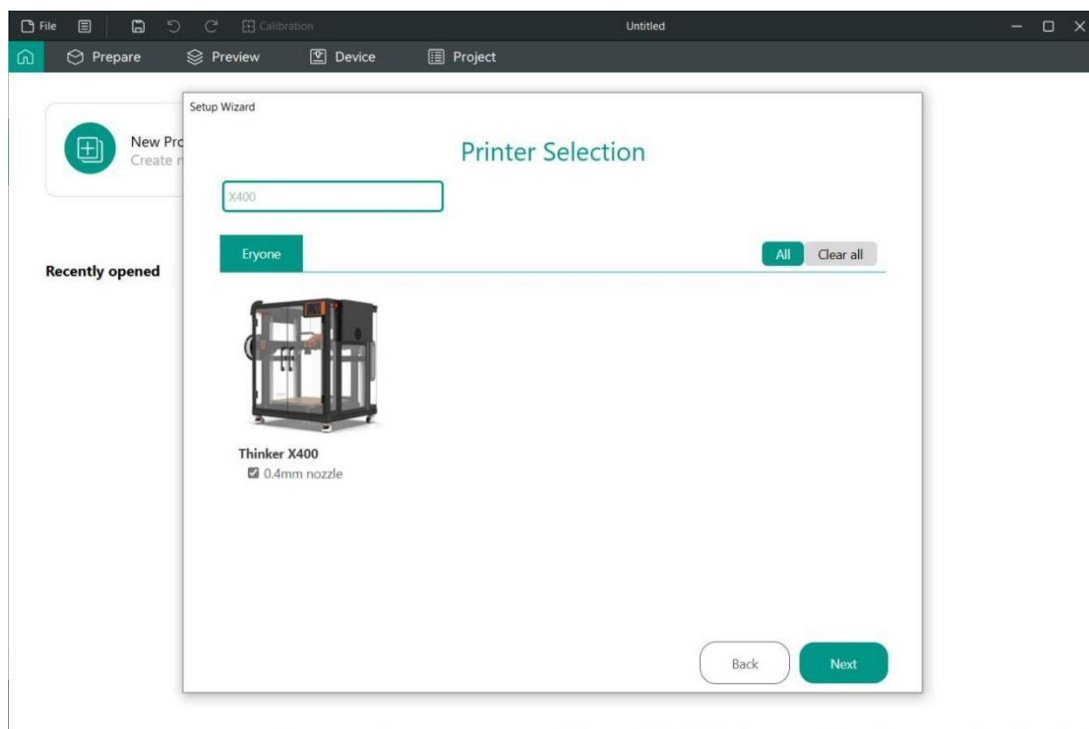 File Calibration Untitled
Prepare Preview Device Project
Setup Wizard
New Pro
Create n
Printer Selection
X400
Eryone All Clear all
Recently opened
Thinker X400
0.4mm nozzle
Back Next